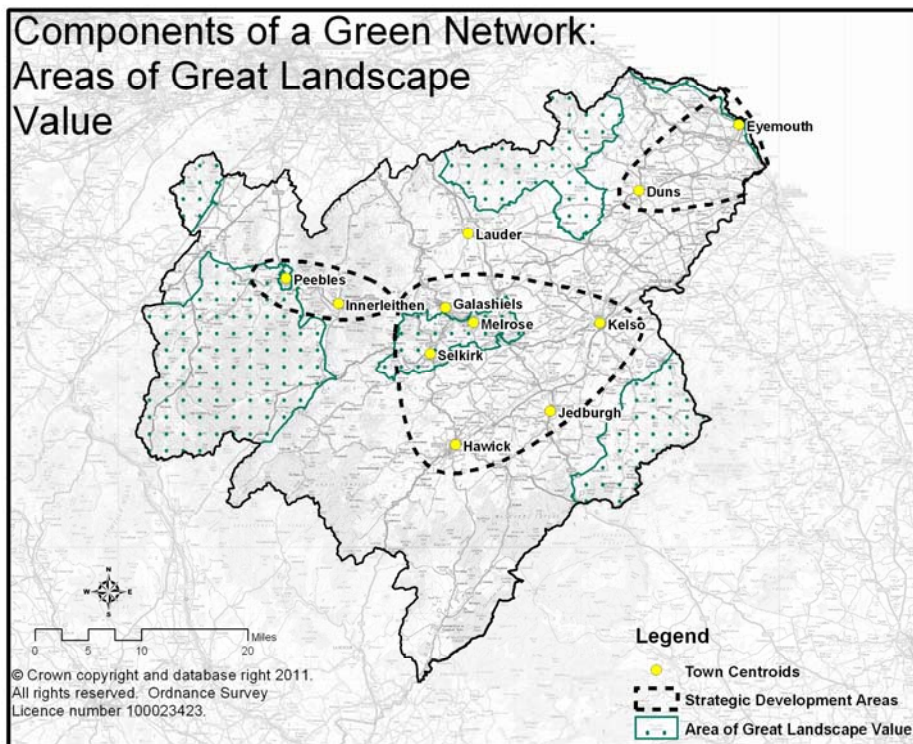 Components of a Green Network:
Areas of Great Landscape
Value
Eyemouth
Duns
Lauder
Peebles
Innerleithen
Galashiels
Melrose
Kelso
Selkirk
Jedburgh
Hawick
N
W E
S
0 5 10 20
Miles
© Crown copyright and database right 2011.
All rights reserved. Ordnance Survey
Licence number 100023423.
Legend
Town Centroids
Strategic Development Areas
Area of Great Landscape Value